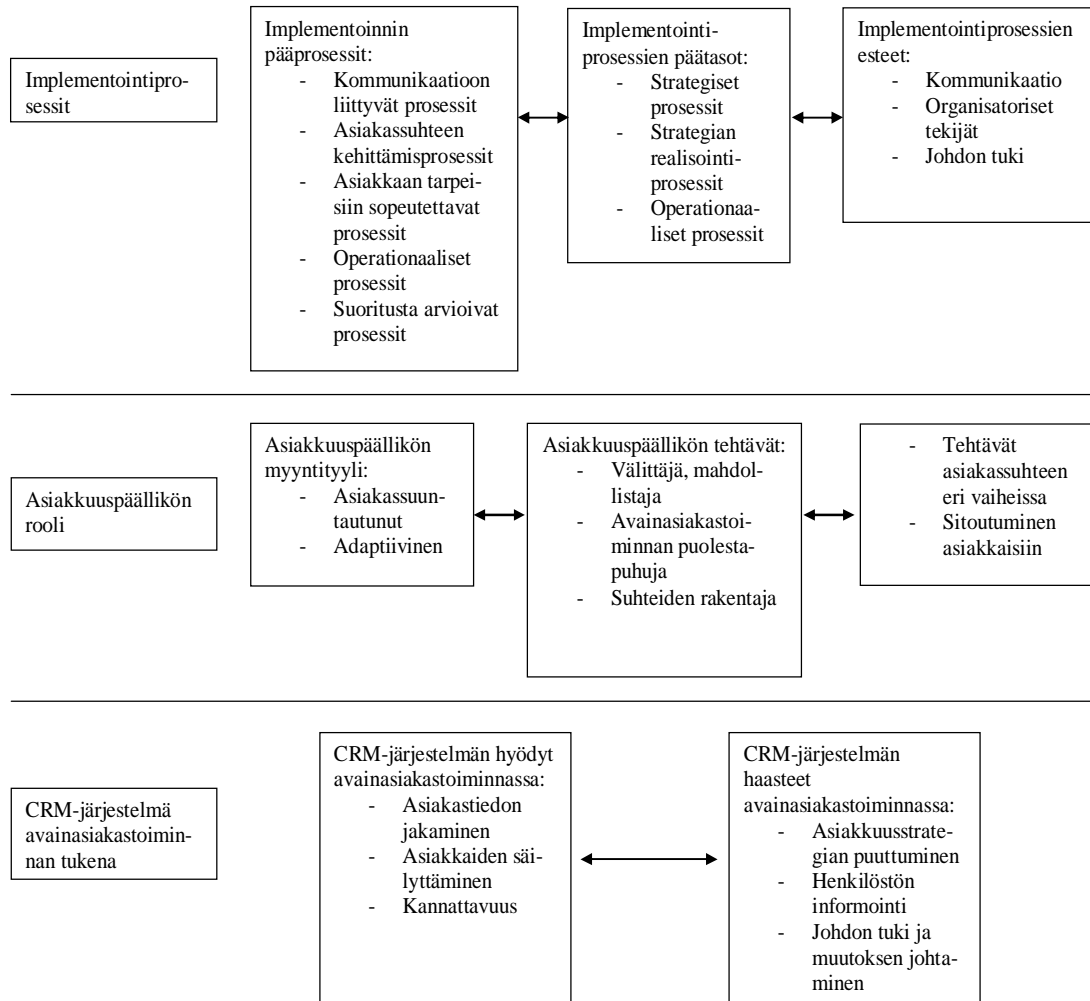 Implementointipro-
sessit
Implementoinnin
pääprosessit:
- Kommunikaatioon
liittyvät prosessit
- Asiakassuhteen
kehittämisprosessit
- Asiakkaan tarpei-
siin sopeutettavat
prosessit
- Operationaaliset
prosessit
- Suoritusta arvioivat
prosessit
Implementointi-
prosessien päätasot:
- Strategiset
prosessit
- Strategian
realisointi-
prosessit
- Operationaa-
liset prosessit
Implementointiprosessien
esteet:
- Kommunikaatio
- Organisatoriset
tekijät
- Johdon tuki
Asiakkuuspäällikön
rooli
Asiakkuuspäällikön
myyntityyli:
- Asiakassuun-
tautunut
- Adaptiivinen
Asiakkuuspäällikön tehtävät:
- Välittäjä, mahdol-
listaja
- Avainasiakastoi-
minnan puolesta-
puhuja
- Suhteiden rakentaja
- Tehtävät
asiakassuhteen
eri vaiheissa
- Sitoutuminen
asiakkaisiin
CRM-järjestelmä
avainasiakastoimin-
nan tukena
CRM-järjestelmän hyödyt
avainasiakastoiminnassa:
- Asiakastiedon
jakaminen
- Asiakkaiden säi-
lyttäminen
- Kannattavuus
CRM-järjestelmän
haasteet
avainasiakastoiminnassa:
- Asiakkuusstrate-
gian puuttuminen
- Henkilöstön
informointi
- Johdon tuki ja
muutoksen johta-
minen